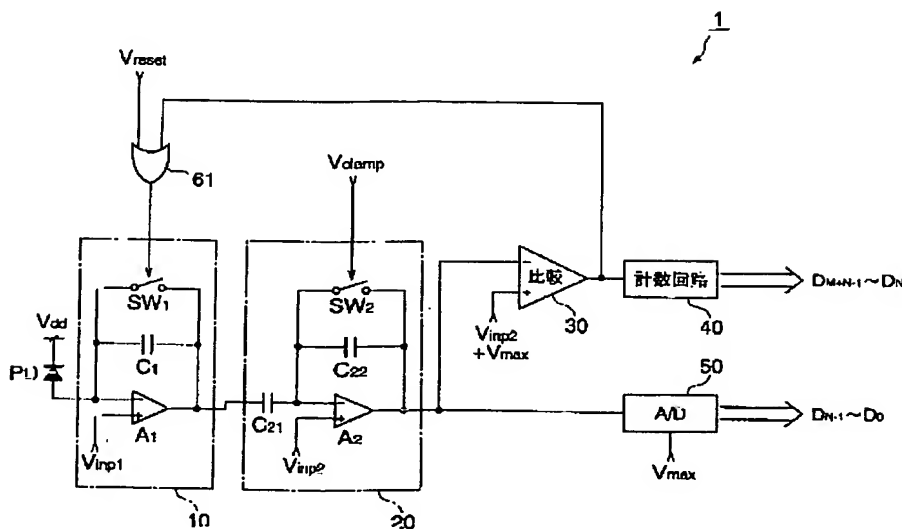 1
Vreset
61
Vclamp
SW1
SW2
比較
30
計数回路
40
DM+N-1~DN
Vdd
PD
C1
C22
Vinp2
+Vmax
50
A1
C21
A2
A/D
DN-1~D0
Vinp1
Vinp2
Vmax
10
20